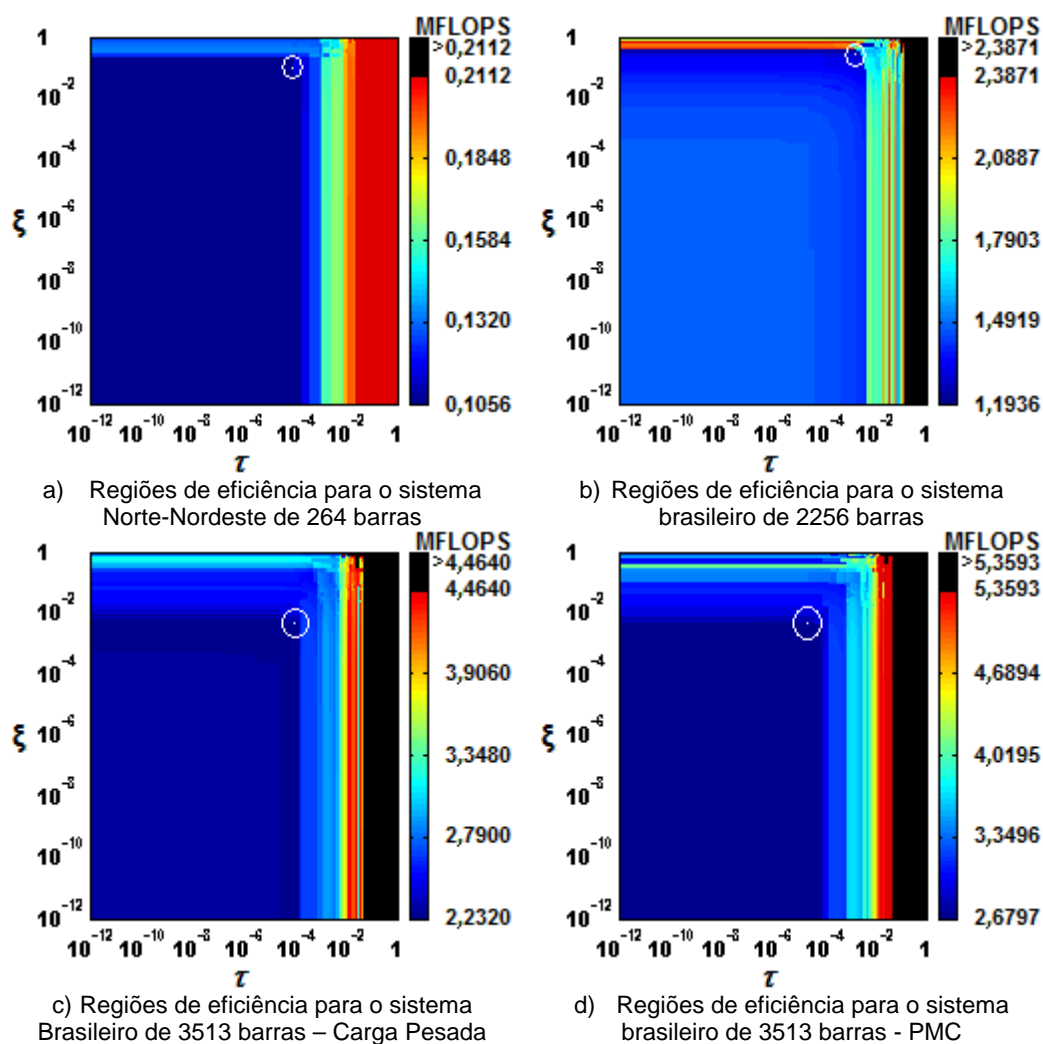 MFLOPS
1
10^-2
10^-4
10^-6
10^-8
10^-10
10^-12
ξ
10^-12 10^-10 10^-8 10^-6 10^-4 10^-2 1
τ
>0,2112
0,2112
0,1848
0,1584
0,1320
0,1056
a) Regiões de eficiência para o sistema
Norte-Nordeste de 264 barras
MFLOPS
1
10^-2
10^-4
10^-6
10^-8
10^-10
10^-12
ξ
10^-12 10^-10 10^-8 10^-6 10^-4 10^-2 1
τ
>2,3871
2,3871
2,0887
1,7903
1,4919
1,1936
b) Regiões de eficiência para o sistema
brasileiro de 2256 barras
MFLOPS
1
10^-2
10^-4
10^-6
10^-8
10^-10
10^-12
ξ
10^-12 10^-10 10^-8 10^-6 10^-4 10^-2 1
τ
>4,4640
4,4640
3,9060
3,3480
2,7900
2,2320
c) Regiões de eficiência para o sistema
Brasileiro de 3513 barras – Carga Pesada
MFLOPS
1
10^-2
10^-4
10^-6
10^-8
10^-10
10^-12
ξ
10^-12 10^-10 10^-8 10^-6 10^-4 10^-2 1
τ
>5,3593
5,3593
4,6894
4,0195
3,3496
2,6797
d) Regiões de eficiência para o sistema
brasileiro de 3513 barras - PMC